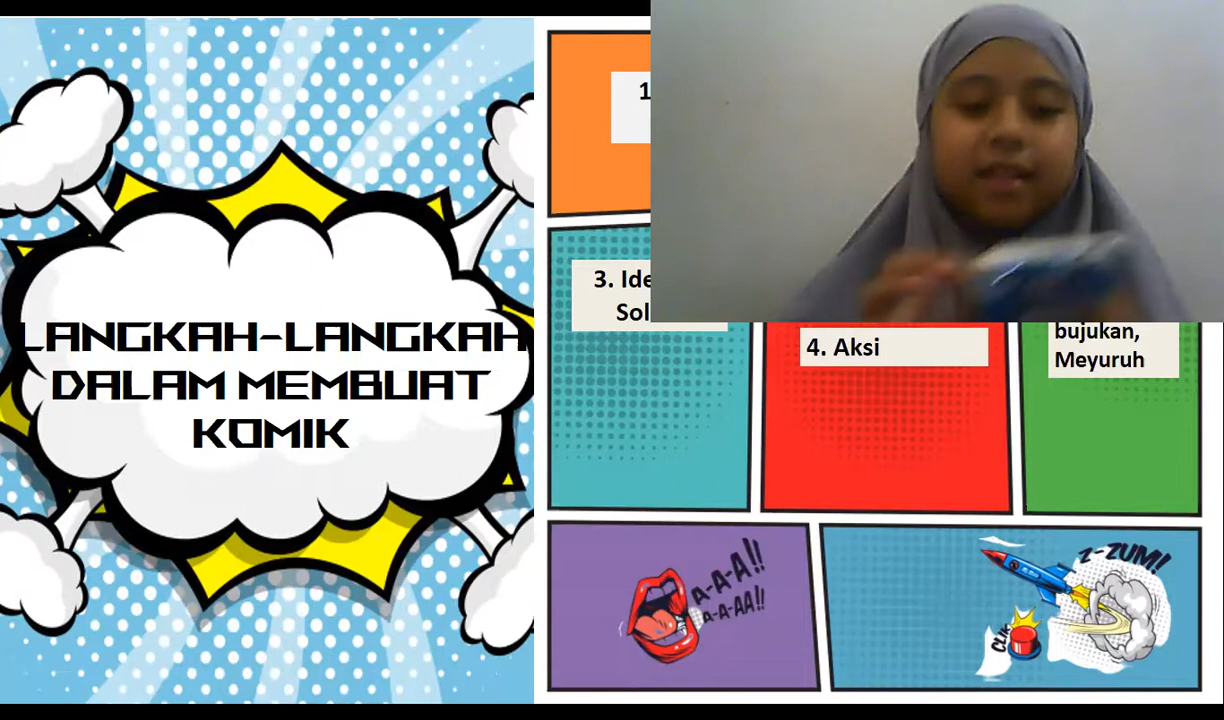 LANGKAH-LANGKAH
DALAM MEMBUAT
KOMIK
1
3. Ide
Sol
4. Aksi
bujukan,
Meyuruh
A-A-A!!
A-A-AA!!
Z-ZUM!
CLIK